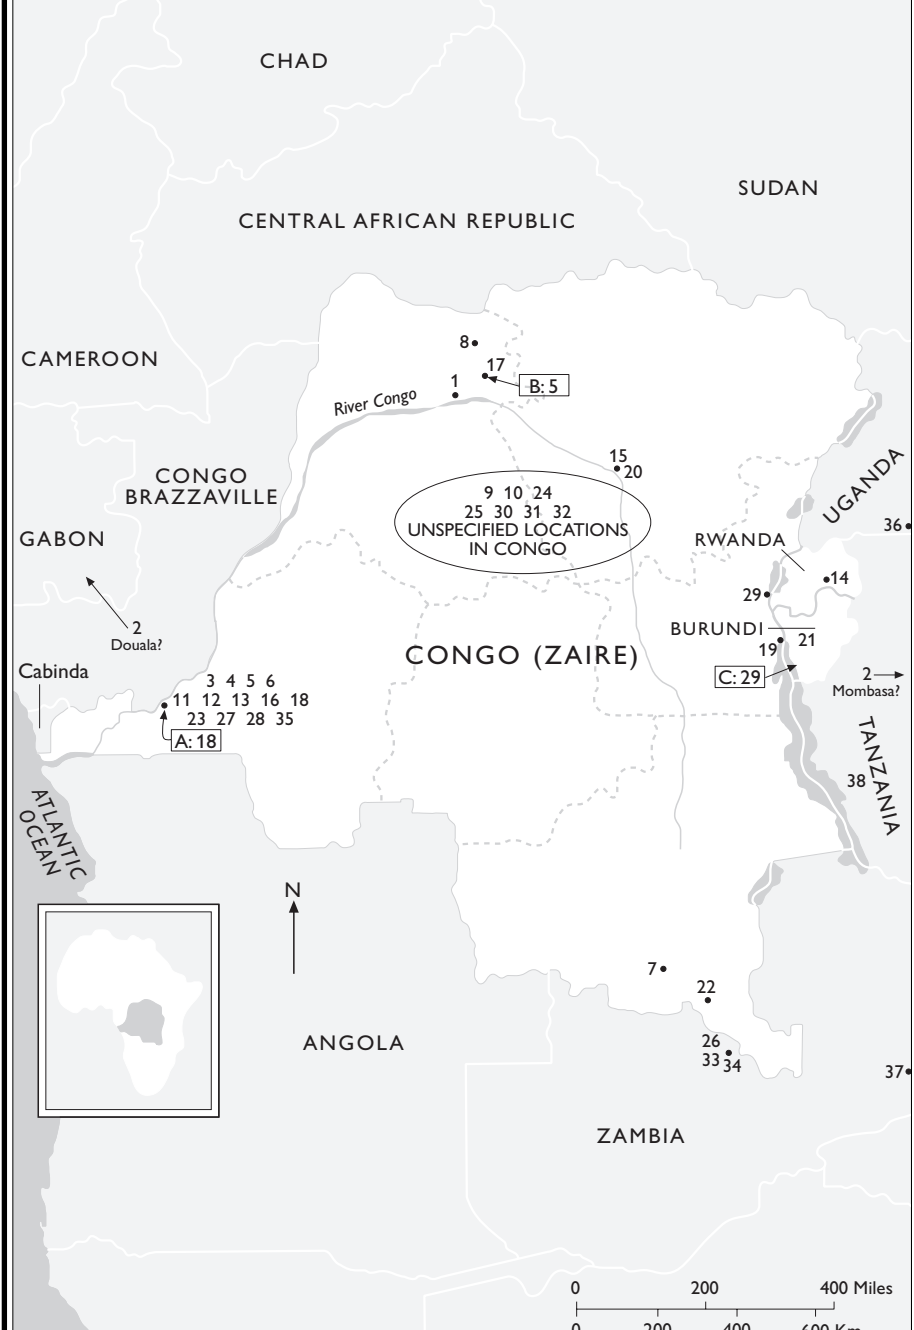 CHAD
SUDAN
CENTRAL AFRICAN REPUBLIC
8
17
CAMEROON
B: 5
1
River Congo
15
20
CONGO
BRAZZAVILLE
UGANDA
9 10 24
25 30 31 32
UNSPECIFIED LOCATIONS
IN CONGO
36
GABON
RWANDA
14
29
2
Douala?
BURUNDI
21
19
CONGO (ZAIRE)
Cabinda
C: 29
2
Mombasa?
3 4 5 6
11 12 13 16 18
23 27 28 35
A: 18
TANZANIA
38
ATLANTIC
OCEAN
N
7
22
ANGOLA
26
33 34
37
ZAMBIA
0 200 400 Miles
0 200 400 600 Km